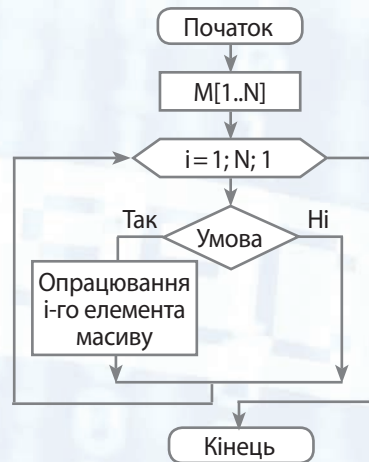 Початок
M[1..N]
i = 1; N; 1
Так
Ні
Умова
Опрацювання
і-го елемента
масиву
Кінець